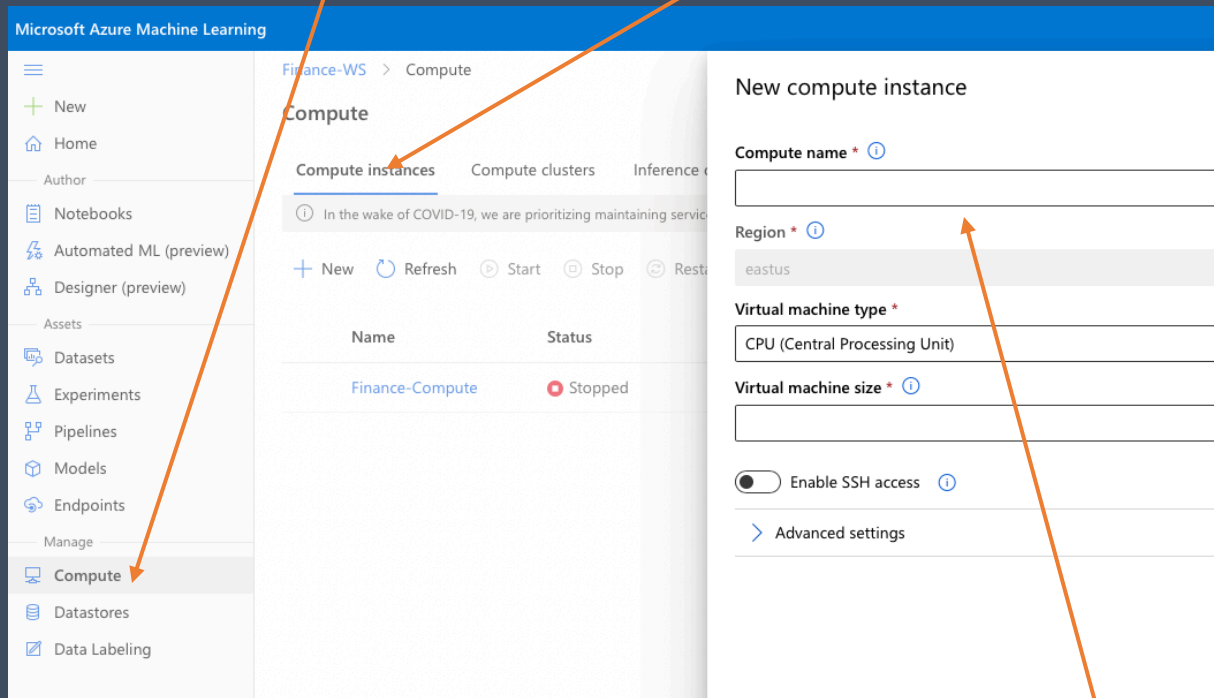 Microsoft Azure Machine Learning
New
Home
Author
Notebooks
Automated ML (preview)
Designer (preview)
Assets
Datasets
Experiments
Pipelines
Models
Endpoints
Manage
Compute
Datastores
Data Labeling
Finance-WS > Compute
Compute
Compute instances Compute clusters Inference c
In the wake of COVID-19, we are prioritizing maintaining servic
New Refresh Start Stop Resta
Name Status
Finance-Compute Stopped
New compute instance
Compute name *
Region *
eastus
Virtual machine type *
CPU (Central Processing Unit)
Virtual machine size *
Enable SSH access
Advanced settings